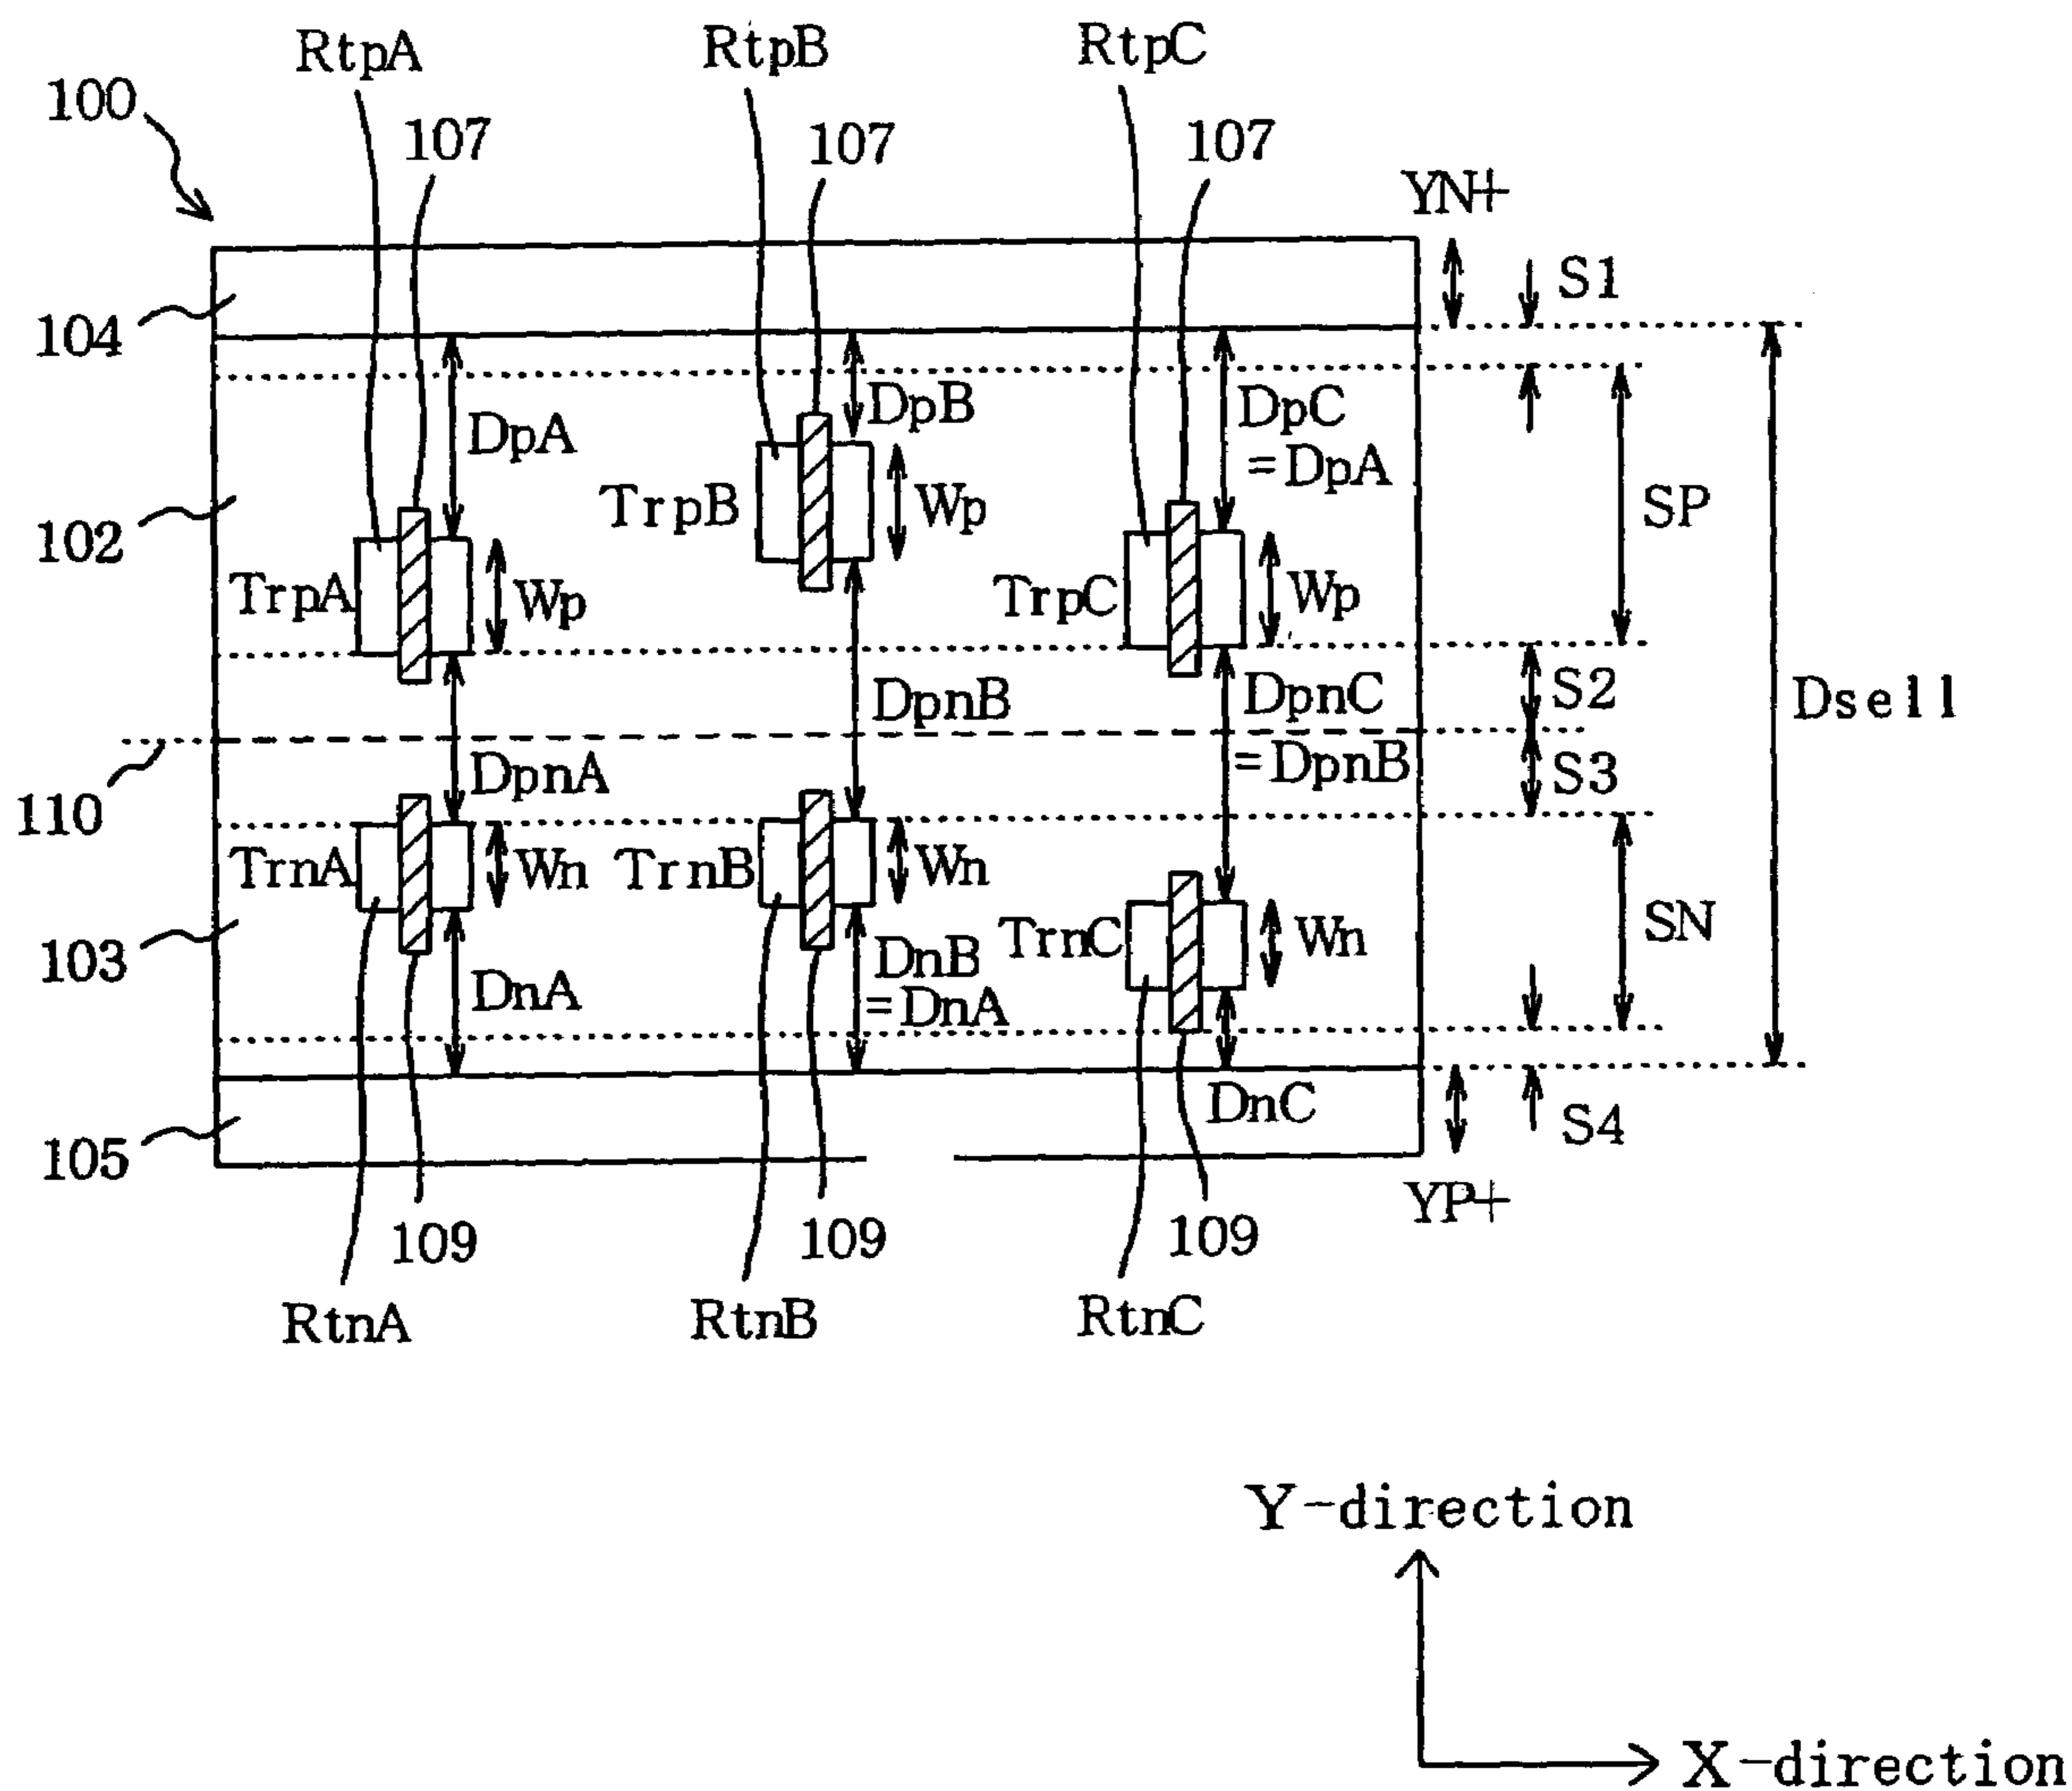 RtpA
RtpB
RtpC
100
107
107
107
YN+
S1
104
DpA
DpB
DpC
=DpA
102
TrpB
Wp
SP
TrpA
Wp
TrpC
Wp
DpnB
DpnC
S2
Dsell
110
DpnA
=DpnB
S3
TrnA
Wn
TrnB
Wn
103
DnA
DnB
=DnA
TrnC
Wn
SN
105
DnC
S4
YP+
109
109
109
RtnA
RtnB
RtnC
Y-direction
X-direction